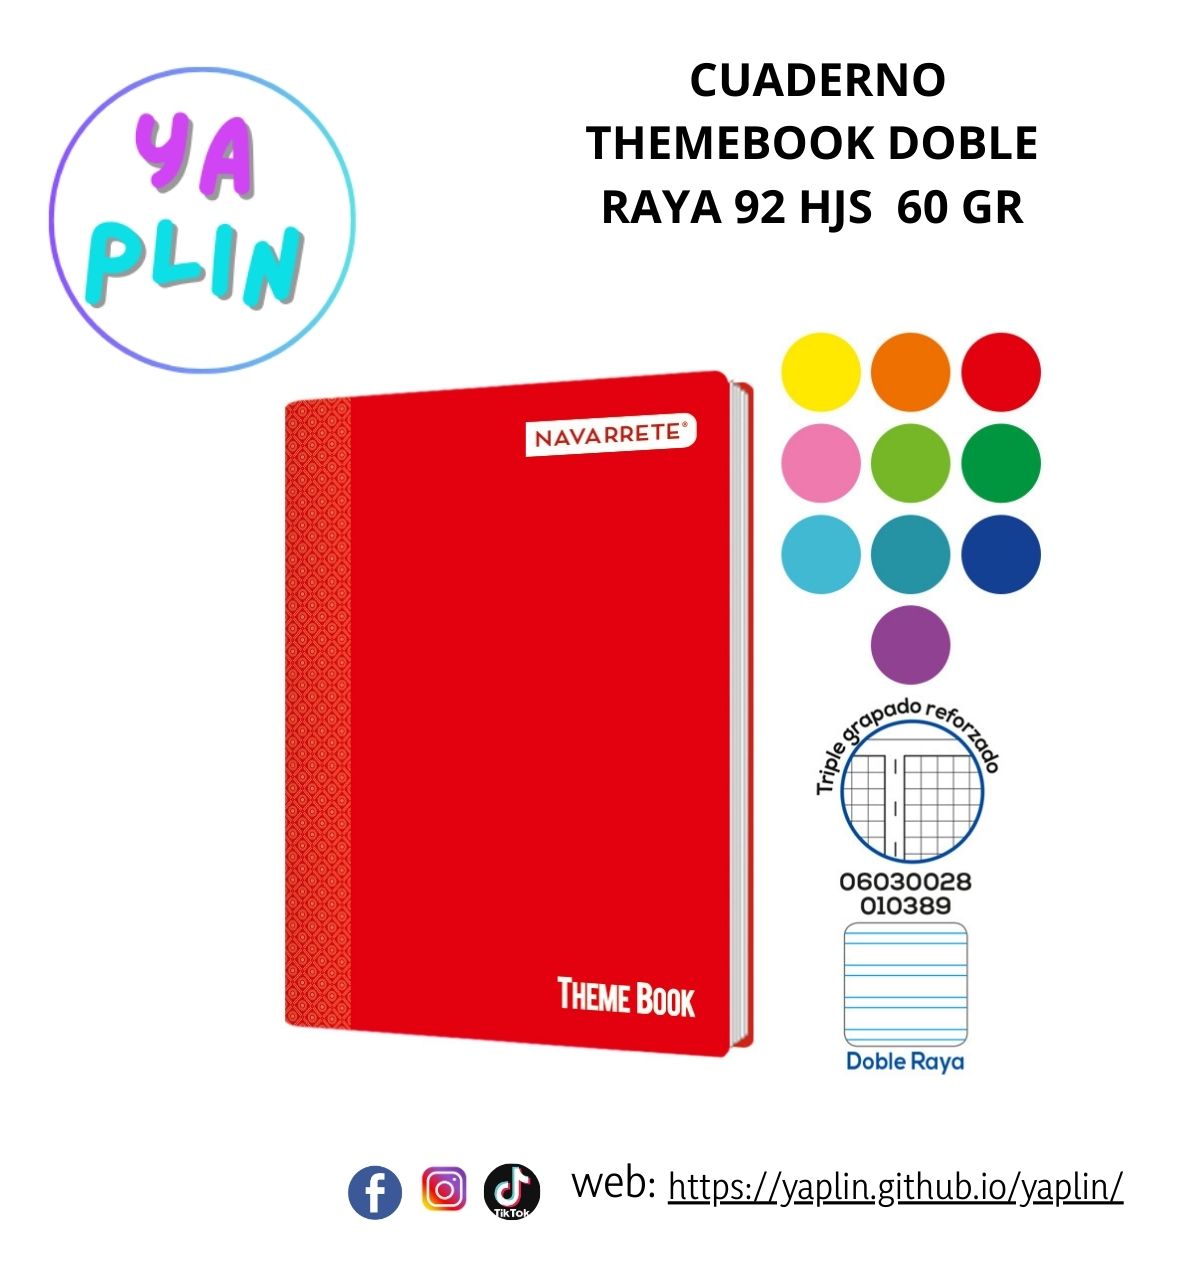 YA
PLIN
CUADERNO
THEMEBOOK DOBLE
RAYA 92 HJS  60 GR
NAVARRETE®
THEME BOOK
Triple grapado reforzado
06030028
010389
Doble Raya
TikTok
web: https://yaplin.github.io/yaplin/